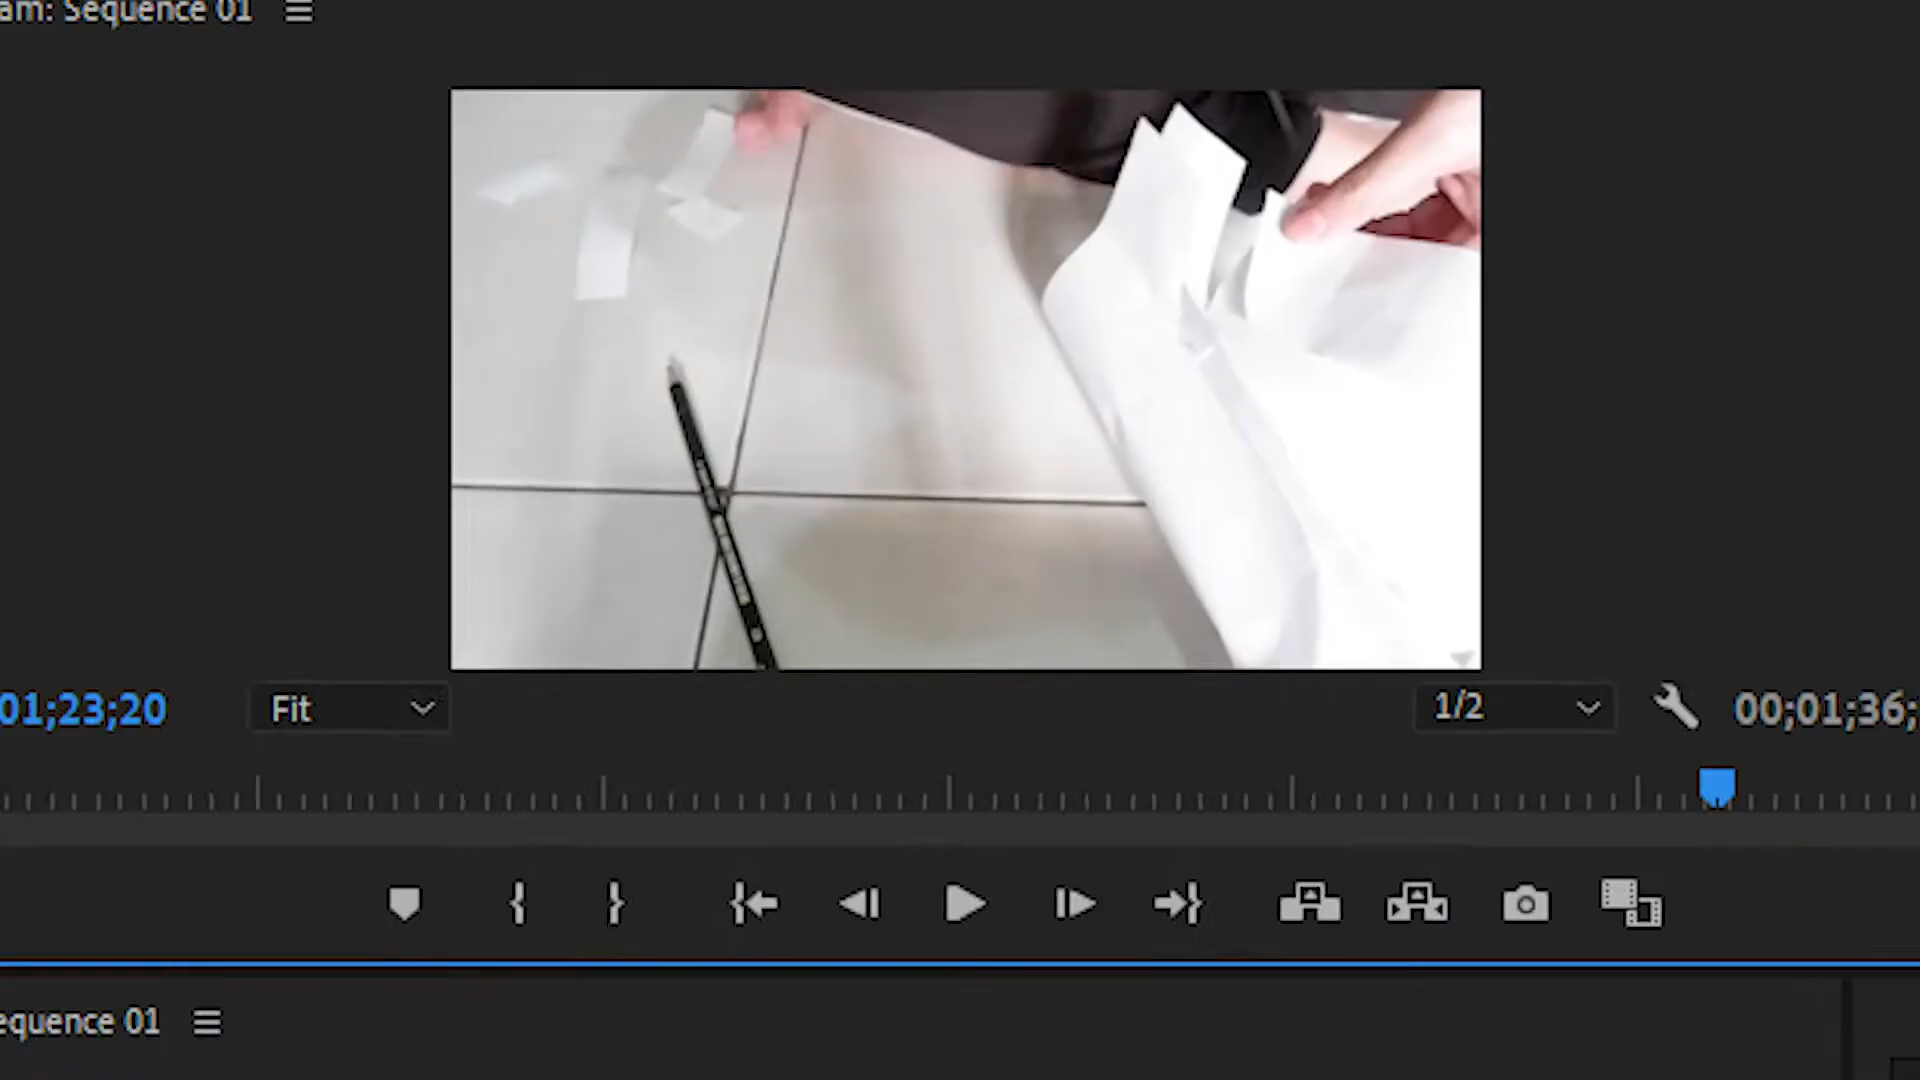 am: Sequence 01
01;23;20
Fit
1/2
00;01;36;
equence 01